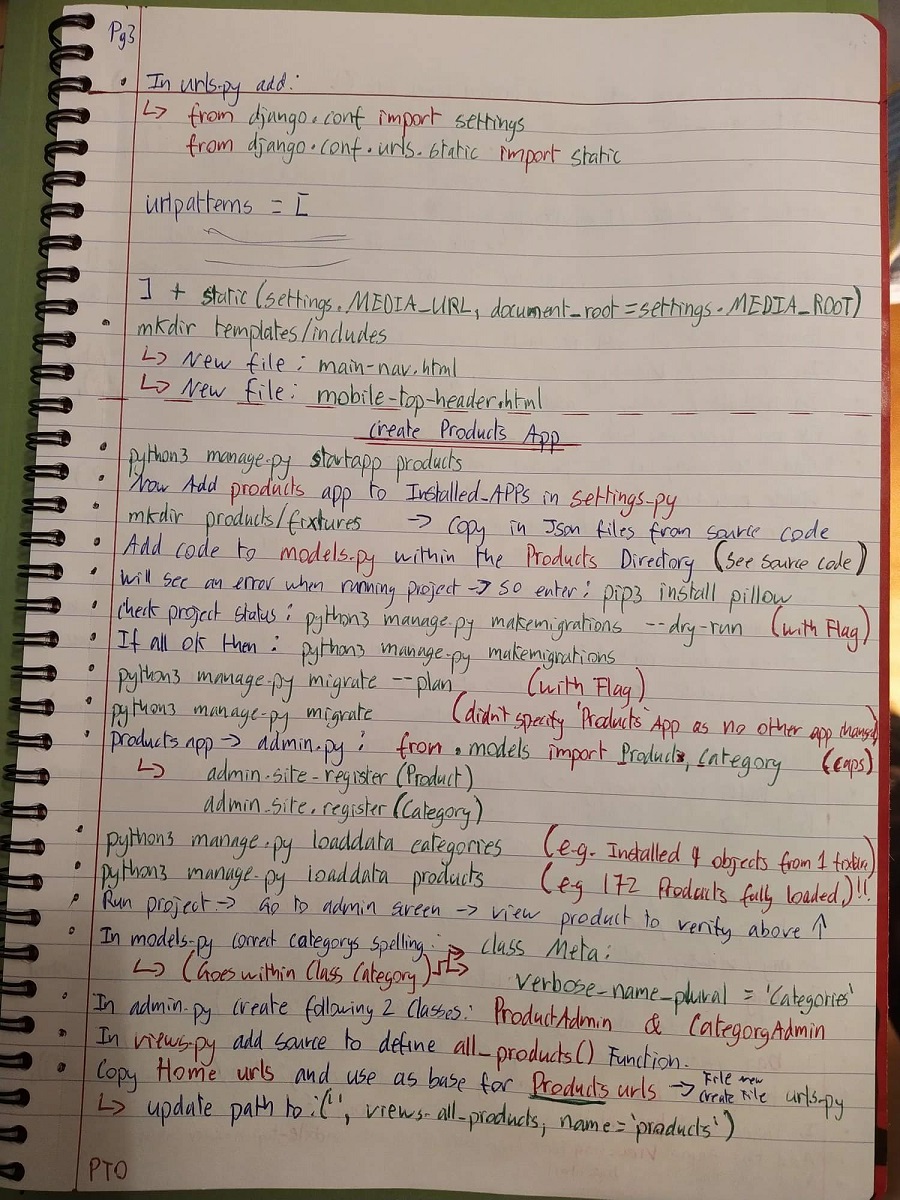 Pg3
• In urls.py add:
↳ from django.conf import settings
from django.conf.urls.static import static
urlpatterns = [
] + static(settings.MEDIA_URL, document_root=settings.MEDIA_ROOT)
• mkdir templates/includes
↳ New file: main-nav.html
↳ New file: mobile-top-header.html
Create Products App
• python3 manage.py startapp products
• Now Add products app to Installed_APPs in settings.py
• mkdir products/fixtures → Copy in Json files from source code
• Add code to models.py within the Products Directory (see source code)
• Will see an error when running project → so enter: pip3 install pillow
• check project status: python3 manage.py makemigrations --dry-run (with Flag)
• If all OK then: python3 manage.py makemigrations
• python3 manage.py migrate --plan (with Flag)
• python3 manage.py migrate (didn't specify 'Products' App as no other app
• products app → admin.py: from .models import Product, Category (caps)
↳ admin.site.register(Product)
admin.site.register(Category)
• python3 manage.py loaddata categories (e.g. Installed 9 objects from 1 fixture)
• python3 manage.py loaddata products (e.g 172 Products fully loaded)!!
• Run project → Go to admin screen → view product to verify above ↑
• In models.py correct categorys spelling: → class Meta:
↳ (Goes within Class Category) ↳ verbose_name_plural = 'Categories'
• In admin.py create following 2 classes: ProductAdmin & CategorgAdmin
• In views.py add source to define all_products() Function.
• Copy Home urls and use as base for Products urls → File new Create File urls.py
↳ update path to: ('', views.all_products, name='products')
PTO